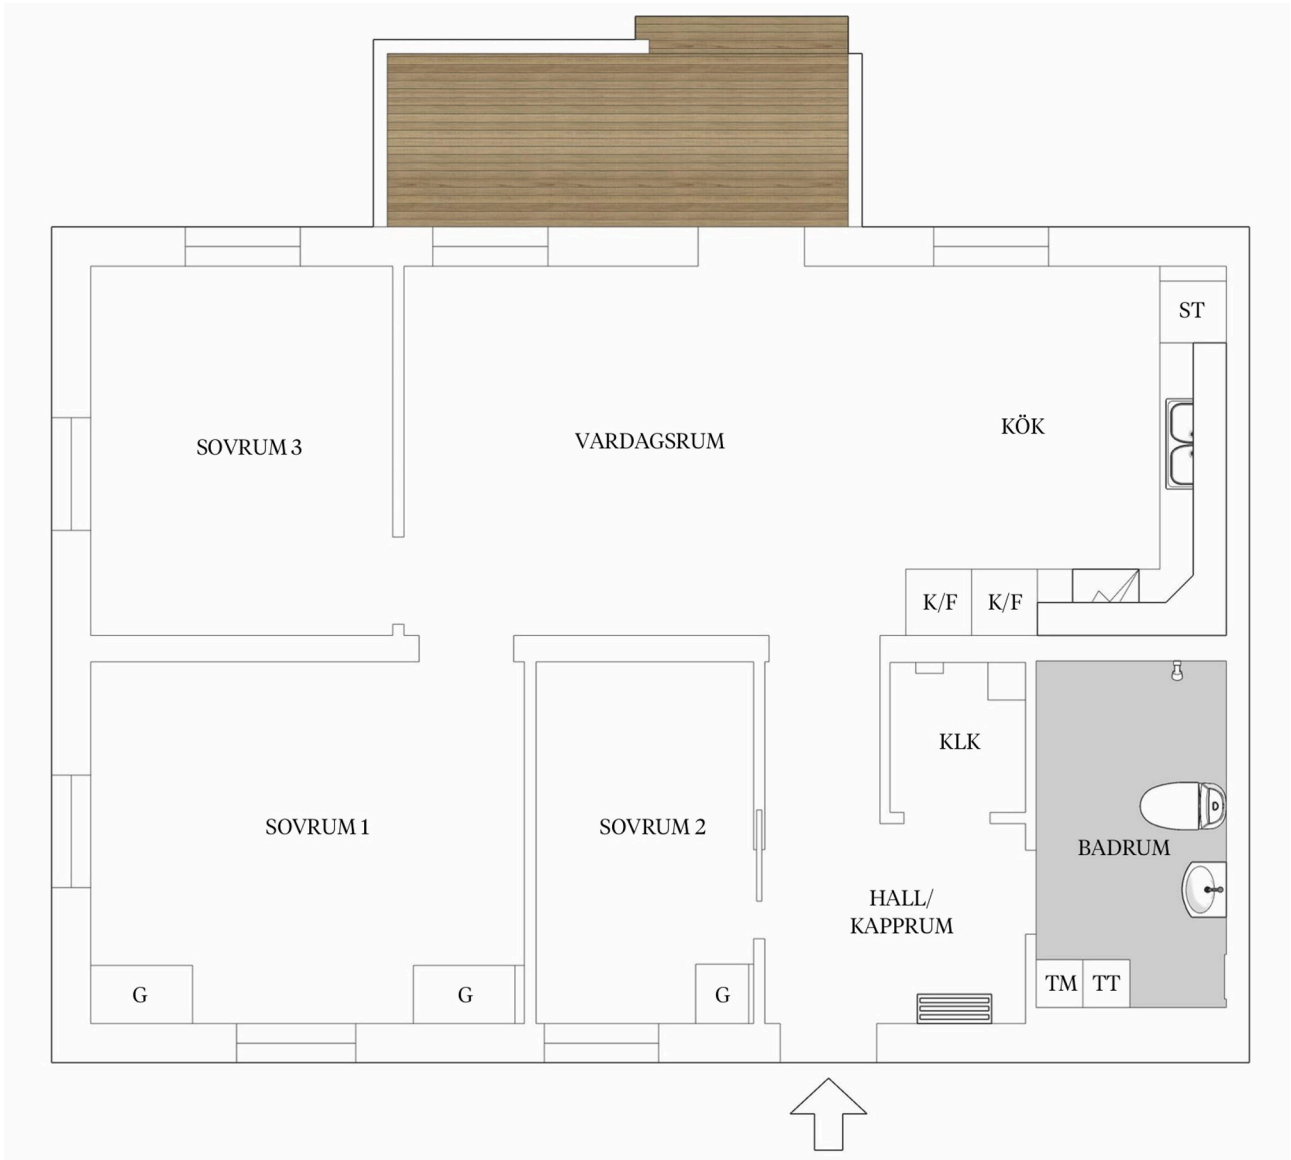 ST
KÖK
VARDAGSRUM
SOVRUM 3
K/F
K/F
KLK
SOVRUM 1
SOVRUM 2
BADRUM
HALL/
KAPPRUM
TM
TT
G
G
G